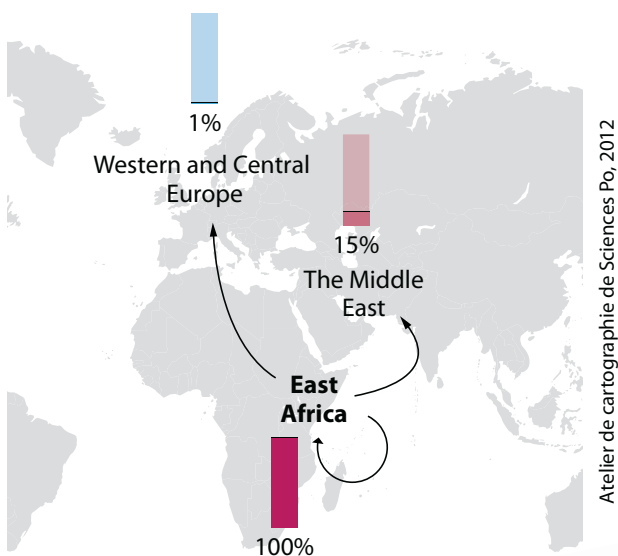 1%
Western and Central
Europe
15%
The Middle
East
East
Africa
100%
Atelier de cartographie de Sciences Po, 2012